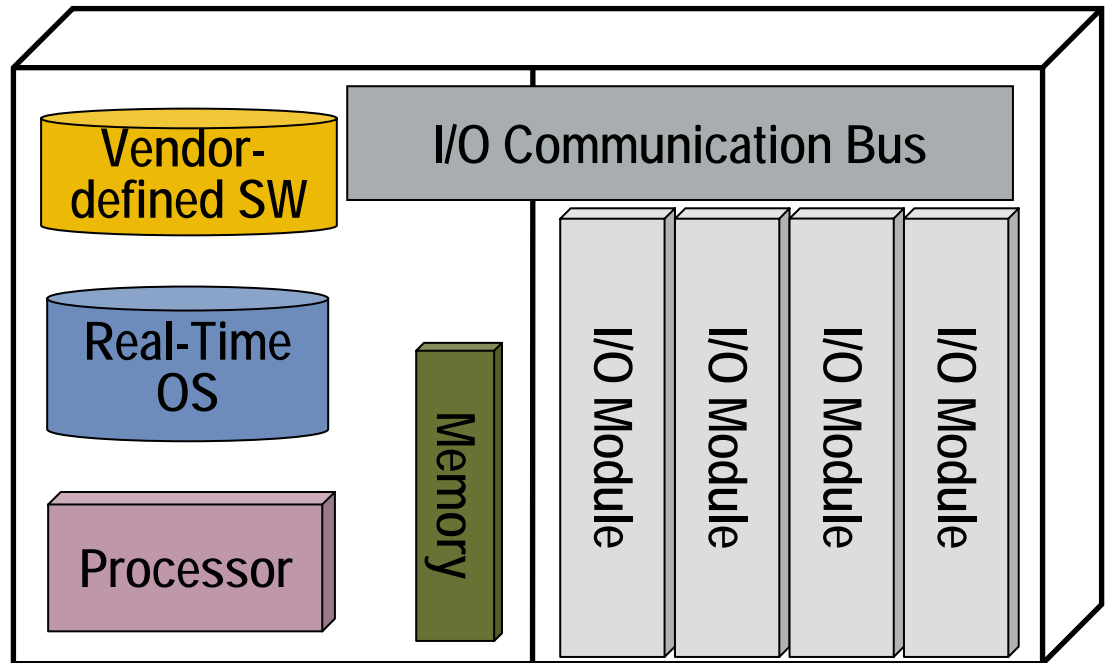 Vendor-
defined SW
I/O Communication Bus
Real-Time
OS
Processor
Memory
I/O Module
I/O Module
I/O Module
I/O Module